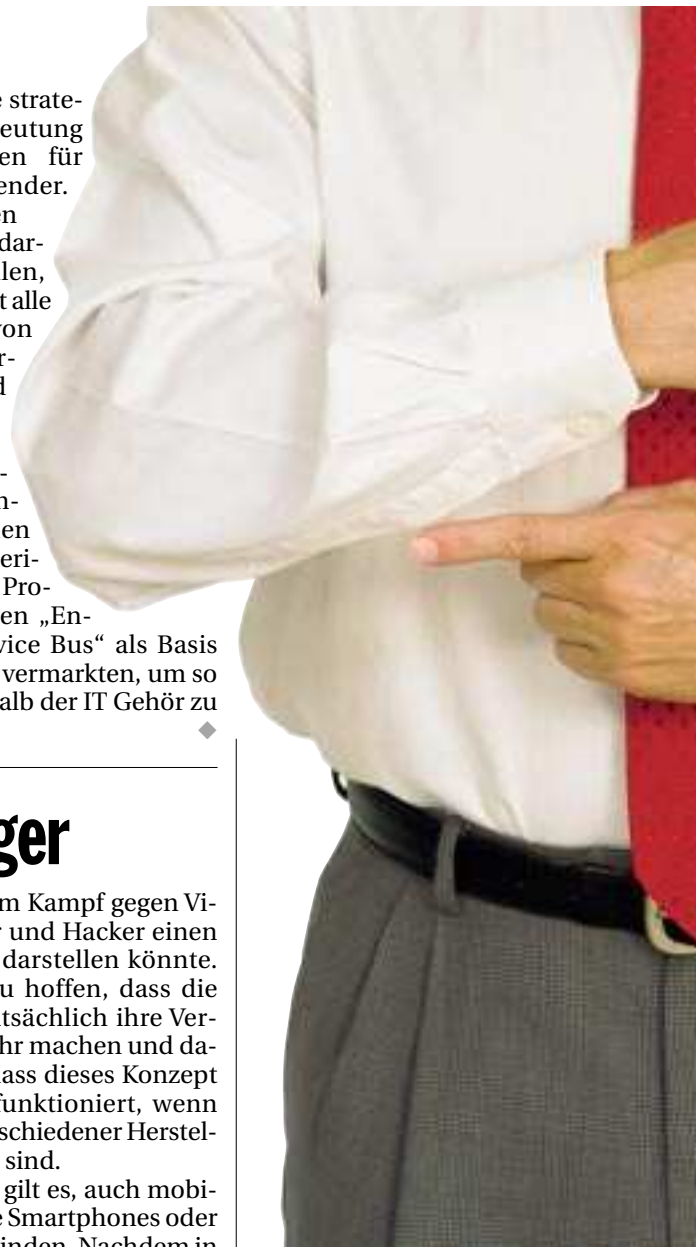 e strate-
eutung
en für
ender.
en
dar-
len,
t alle
von
r-
d
-
n-
en
eri-
Pro-
en „En-
vice Bus“ als Basis
vermarkten, um so
alb der IT Gehör zu
ger
m Kampf gegen Vi-
r und Hacker einen
darstellen könnte.
u hoffen, dass die
tsächlich ihre Ver-
hr machen und da-
ass dieses Konzept
funktioniert, wenn
schiedener Herstel-
sind.
gilt es, auch mobi-
e Smartphones oder
inden. Nachdem in